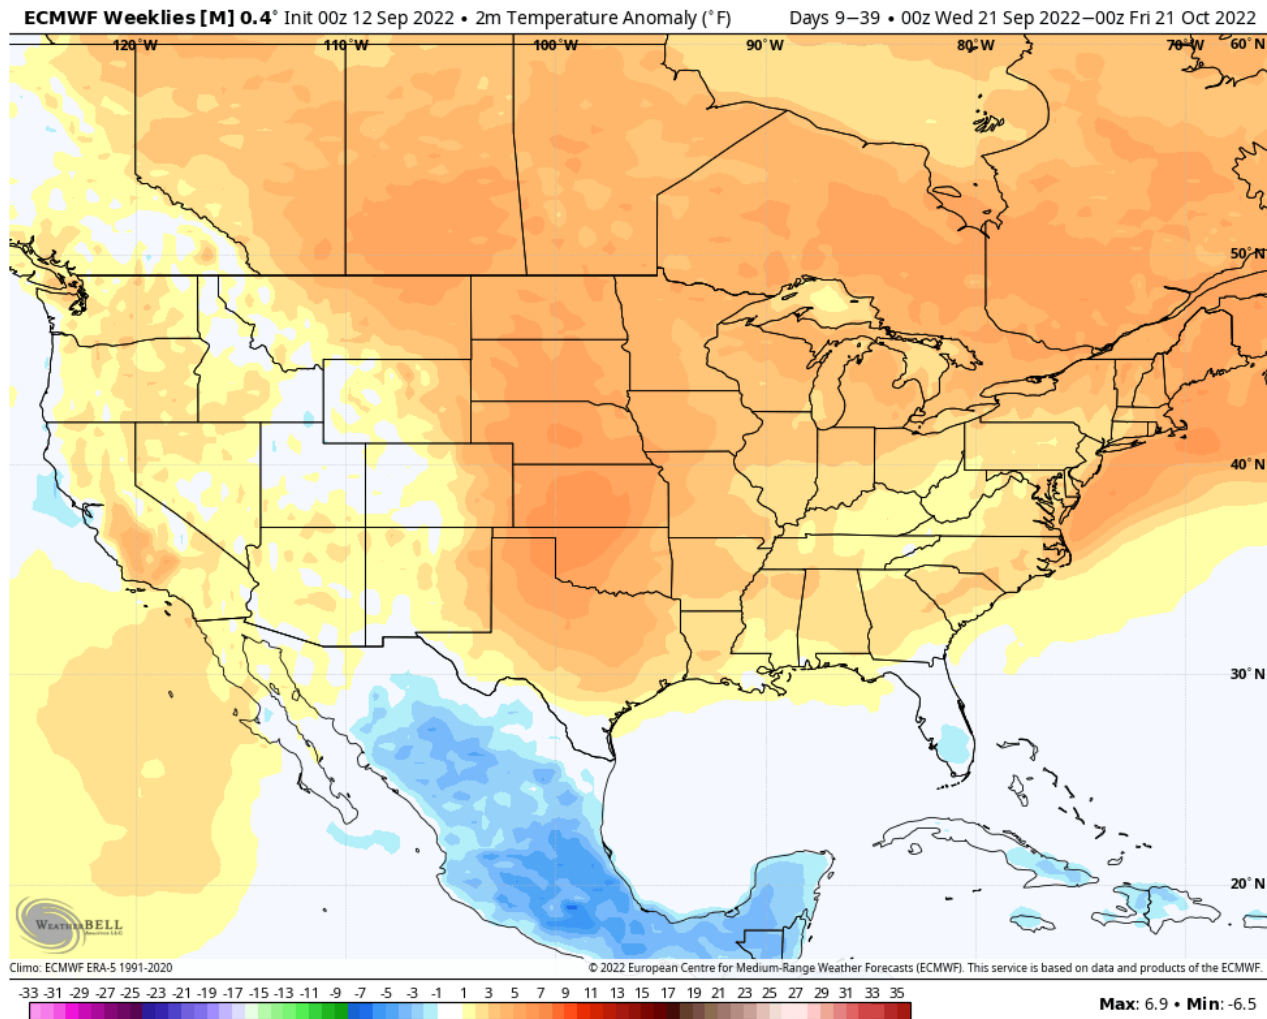 ECMWF Weeklies [M] 0.4° Init 00z 12 Sep 2022 • 2m Temperature Anomaly (°F) Days 9−39 • 00z Wed 21 Sep 2022−00z Fri 21 Oct 2022
120°W 110°W 100°W 90°W 80°W 70°W 60°N
50°N
40°N
30°N
20°N
WEATHERBELL
Analytics LLC
Climo: ECMWF ERA-5 1991-2020 © 2022 European Centre for Medium-Range Weather Forecasts (ECMWF). This service is based on data and products of the ECMWF.
-33 -31 -29 -27 -25 -23 -21 -19 -17 -15 -13 -11 -9 -7 -5 -3 -1 1 3 5 7 9 11 13 15 17 19 21 23 25 27 29 31 33 35
Max: 6.9 • Min: -6.5